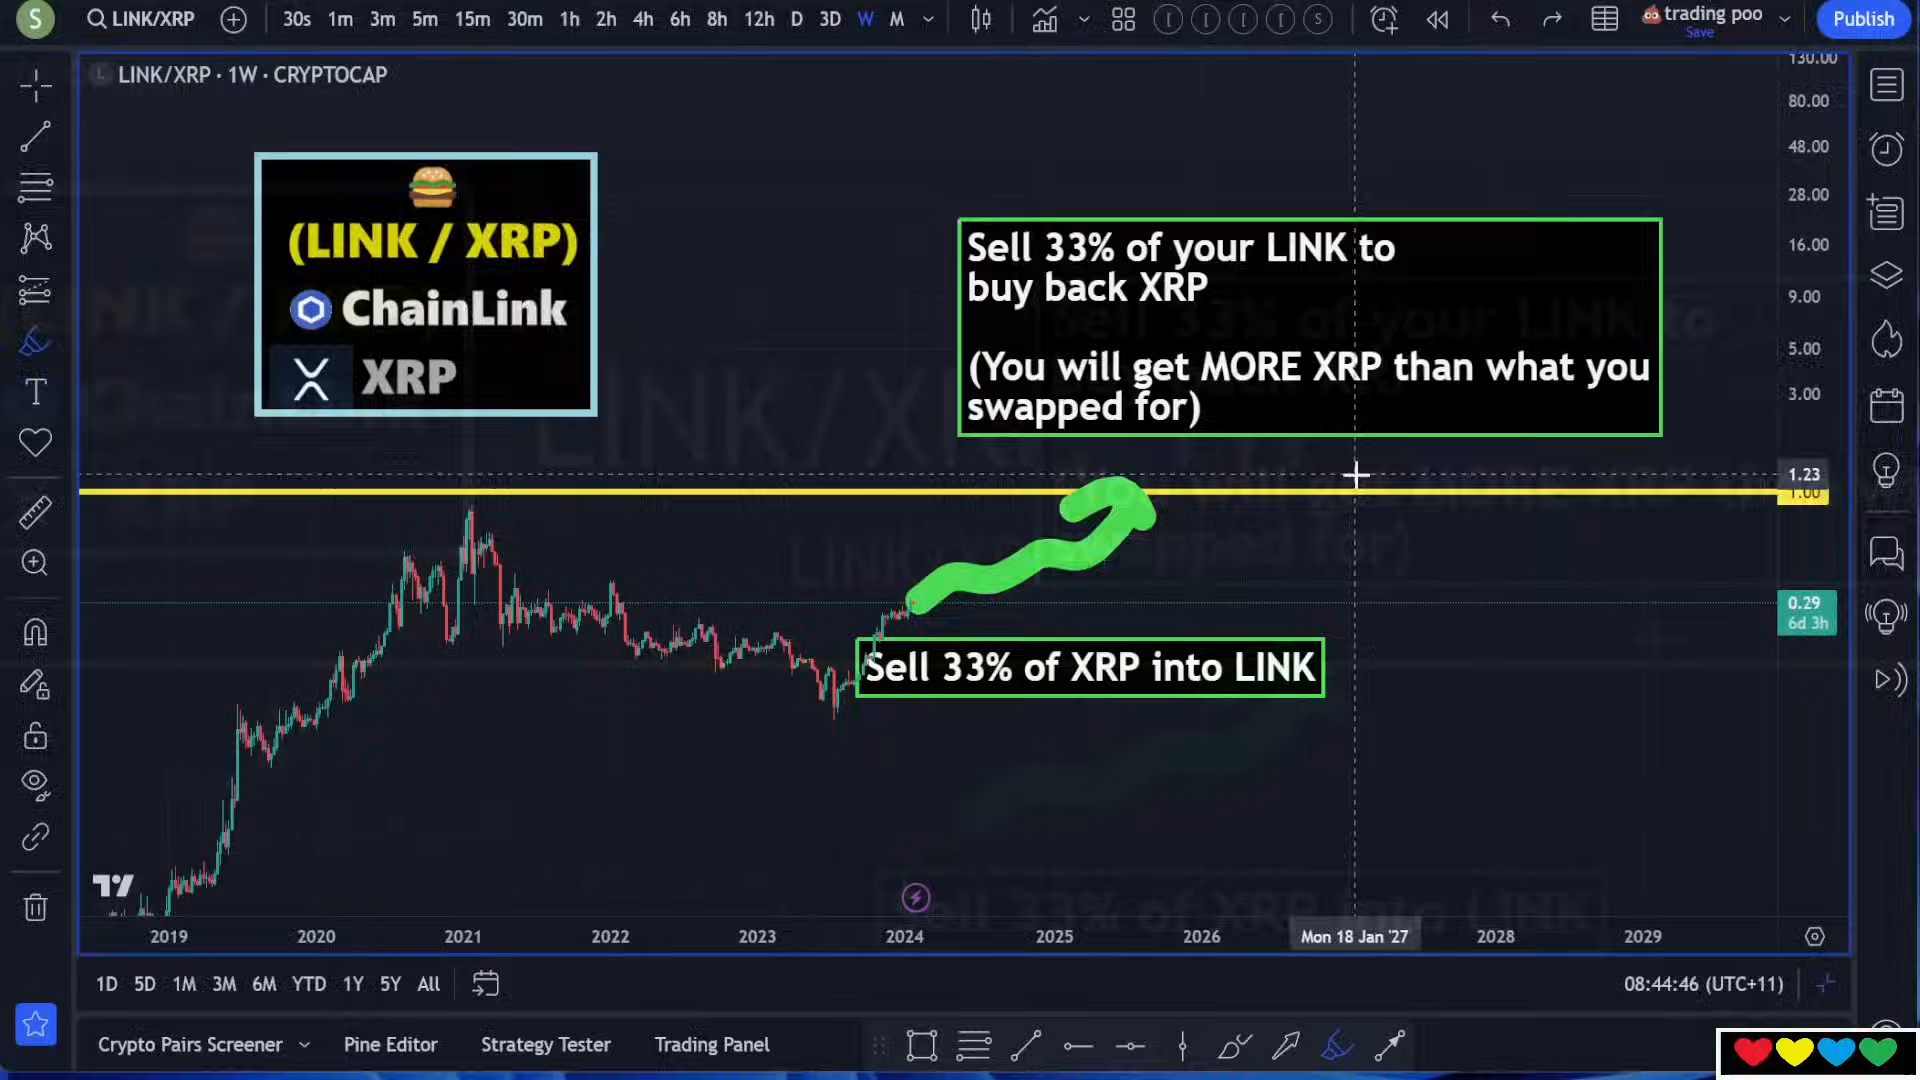 S
LINK/XRP
30s 1m 3m 5m 15m 30m 1h 2h 4h 6h 8h 12h D 3D W M
S
trading poo
Save
Publish
LINK/XRP · 1W · CRYPTOCAP
(LINK / XRP)
ChainLink
XRP
Sell 33% of your LINK to
buy back XRP
(You will get MORE XRP than what you
swapped for)
Sell 33% of XRP into LINK
130.00
80.00
48.00
28.00
16.00
9.00
5.00
3.00
1.23
1.00
0.29
6d 3h
2019 2020 2021 2022 2023 2024 2025 2026 Mon 18 Jan '27 2028 2029
1D 5D 1M 3M 6M YTD 1Y 5Y All
08:44:46 (UTC+11)
Crypto Pairs Screener Pine Editor Strategy Tester Trading Panel